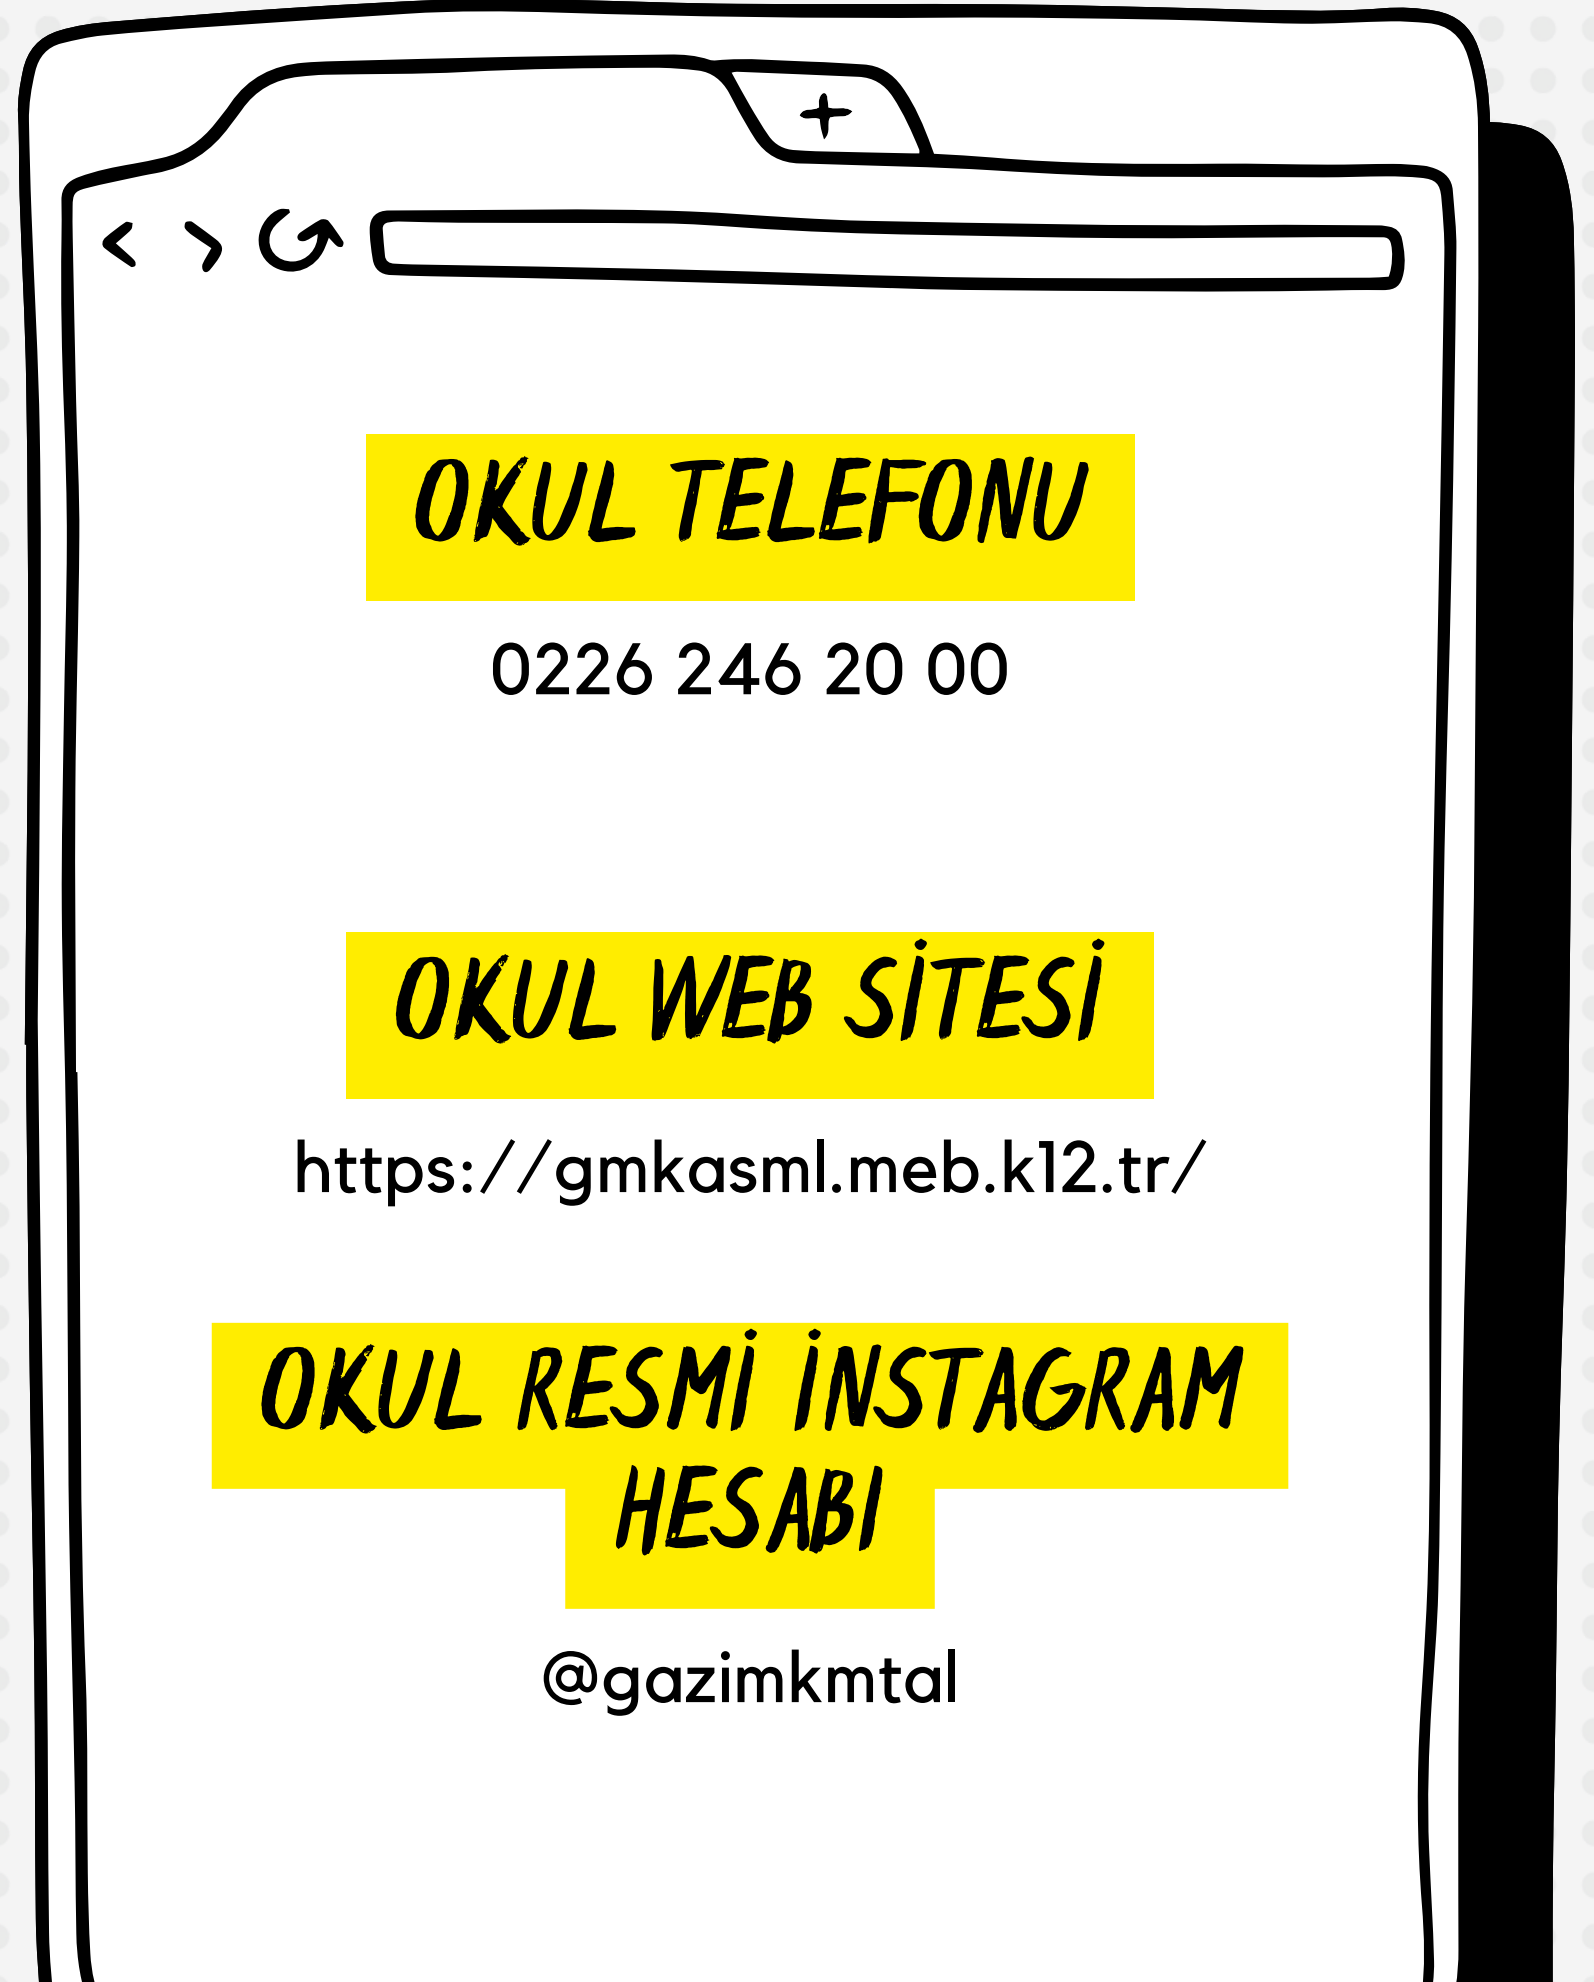 OKUL TELEFONU
0226 246 20 00
OKUL WEB SİTESİ
https://gmkasml.meb.k12.tr/
OKUL RESMİ İNSTAGRAM
HESABI
@gazimkmtal